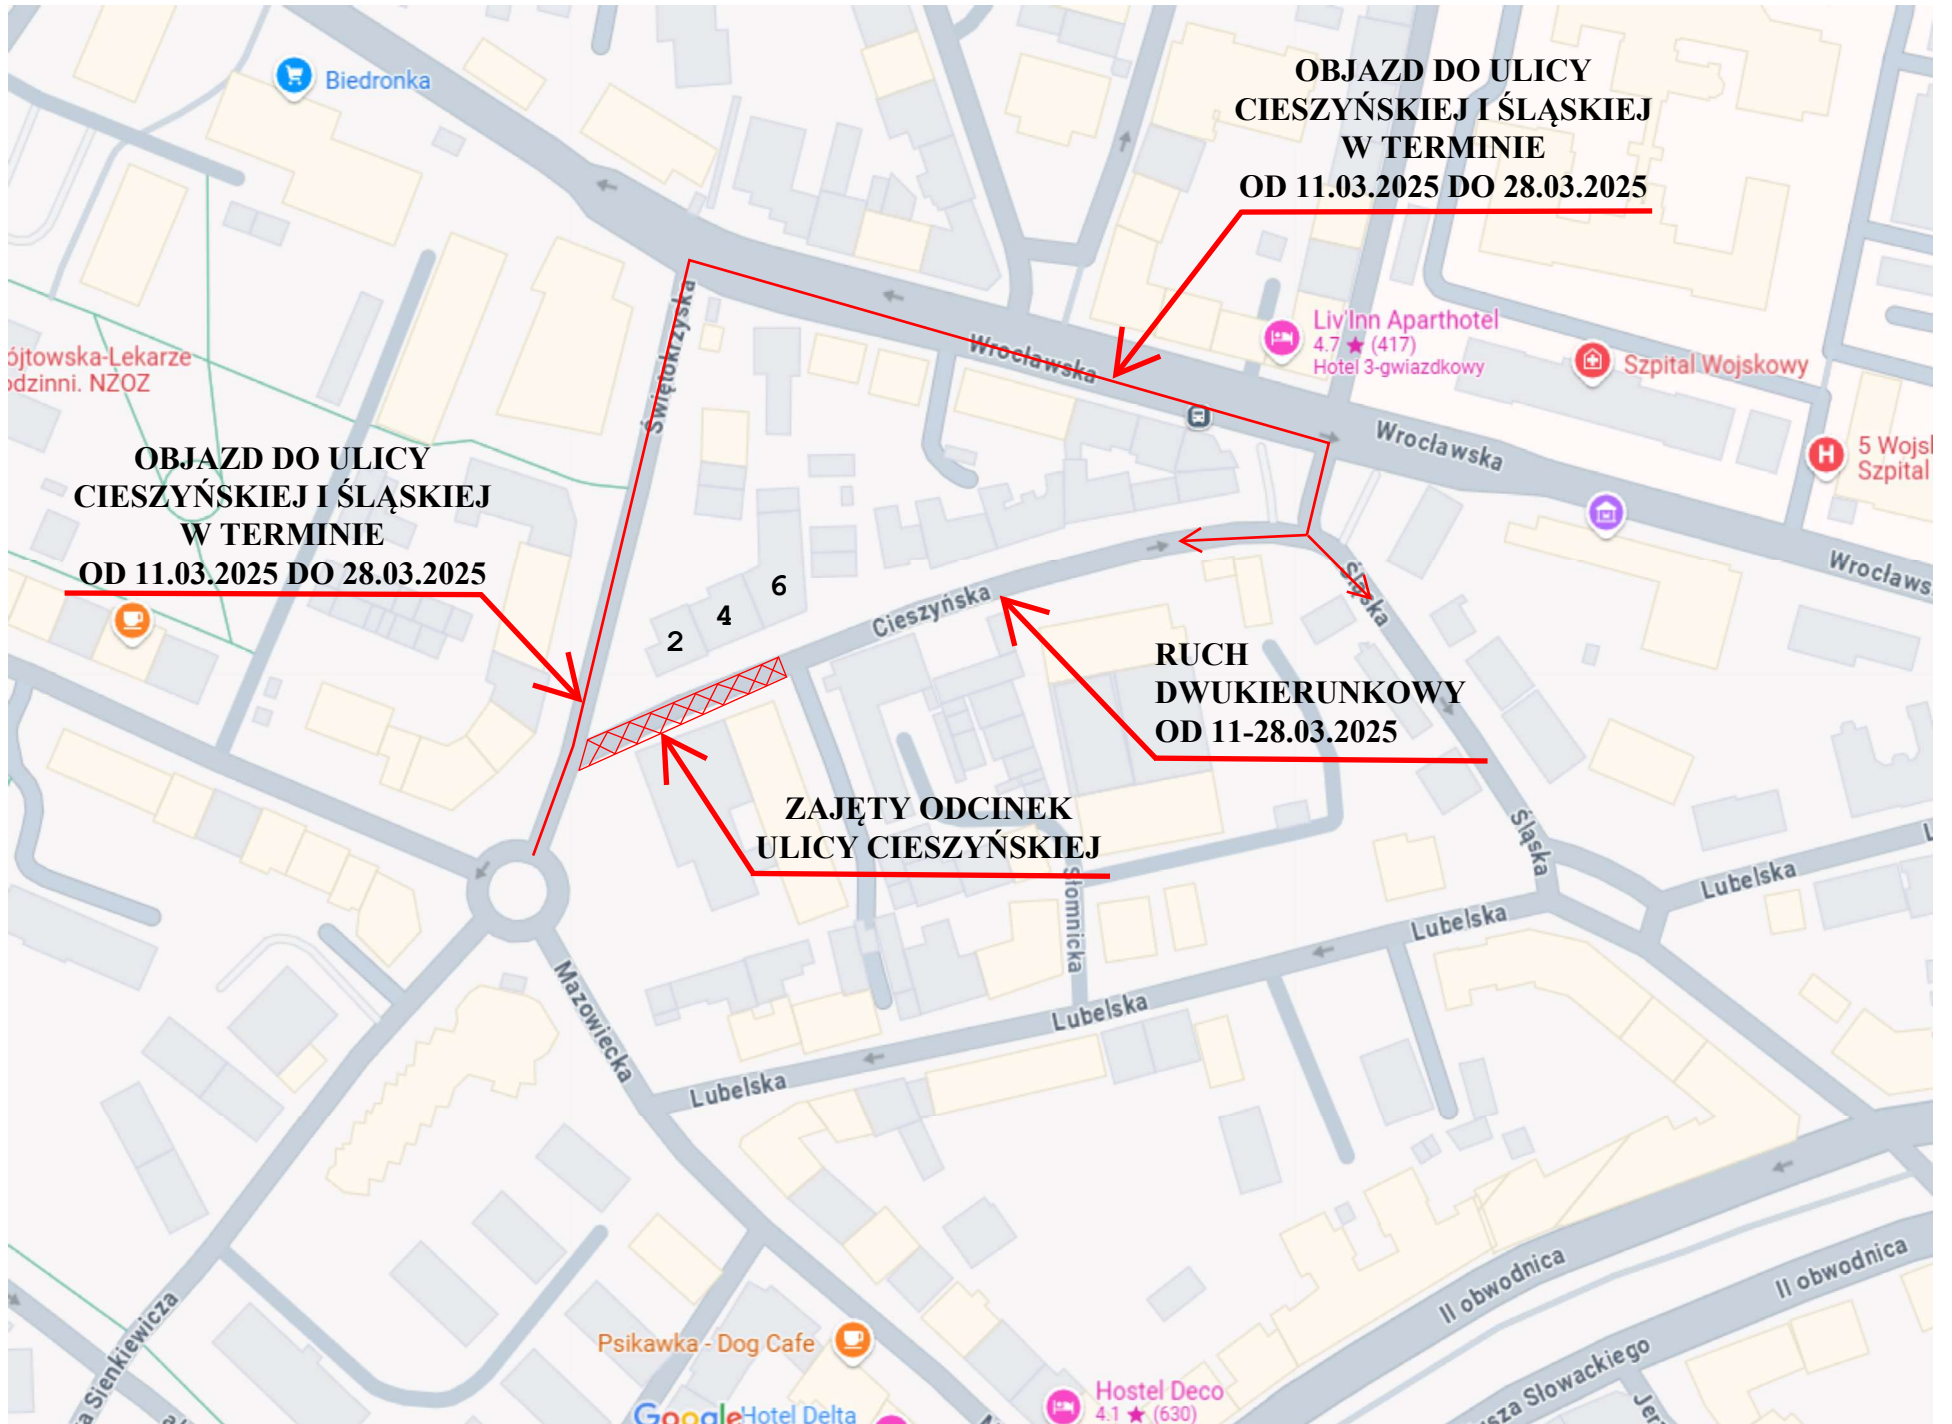 Biedronka
OBJAZD DO ULICY
CIESZYŃSKIEJ I ŚLĄSKIEJ
W TERMINIE
OD 11.03.2025 DO 28.03.2025
Liv'Inn Aparthotel
4.7 ★ (417)
Hotel 3-gwiazdkowy
Szpital Wojskowy
Świętokrzyska
Wrocławska
Wrocławska
5 Wojs
Szpital
ójtowska-Lekarze
odzinni. NZOZ
OBJAZD DO ULICY
CIESZYŃSKIEJ I ŚLĄSKIEJ
W TERMINIE
OD 11.03.2025 DO 28.03.2025
Wrocławs
6
4
2
Cieszyńska
Śląska
RUCH
DWUKIERUNKOWY
OD 11-28.03.2025
ZAJĘTY ODCINEK
ULICY CIESZYŃSKIEJ
Śląska
Słomnicka
Lubelska
Lubelska
Lubelska
Lubelska
Mazowiecka
II obwodnica
II obwodnica
a Sienkiewicza
Psikawka - Dog Cafe
Hostel Deco
4.1 ★ (630)
usza Słowackiego
Jer
Google
Hotel Delta